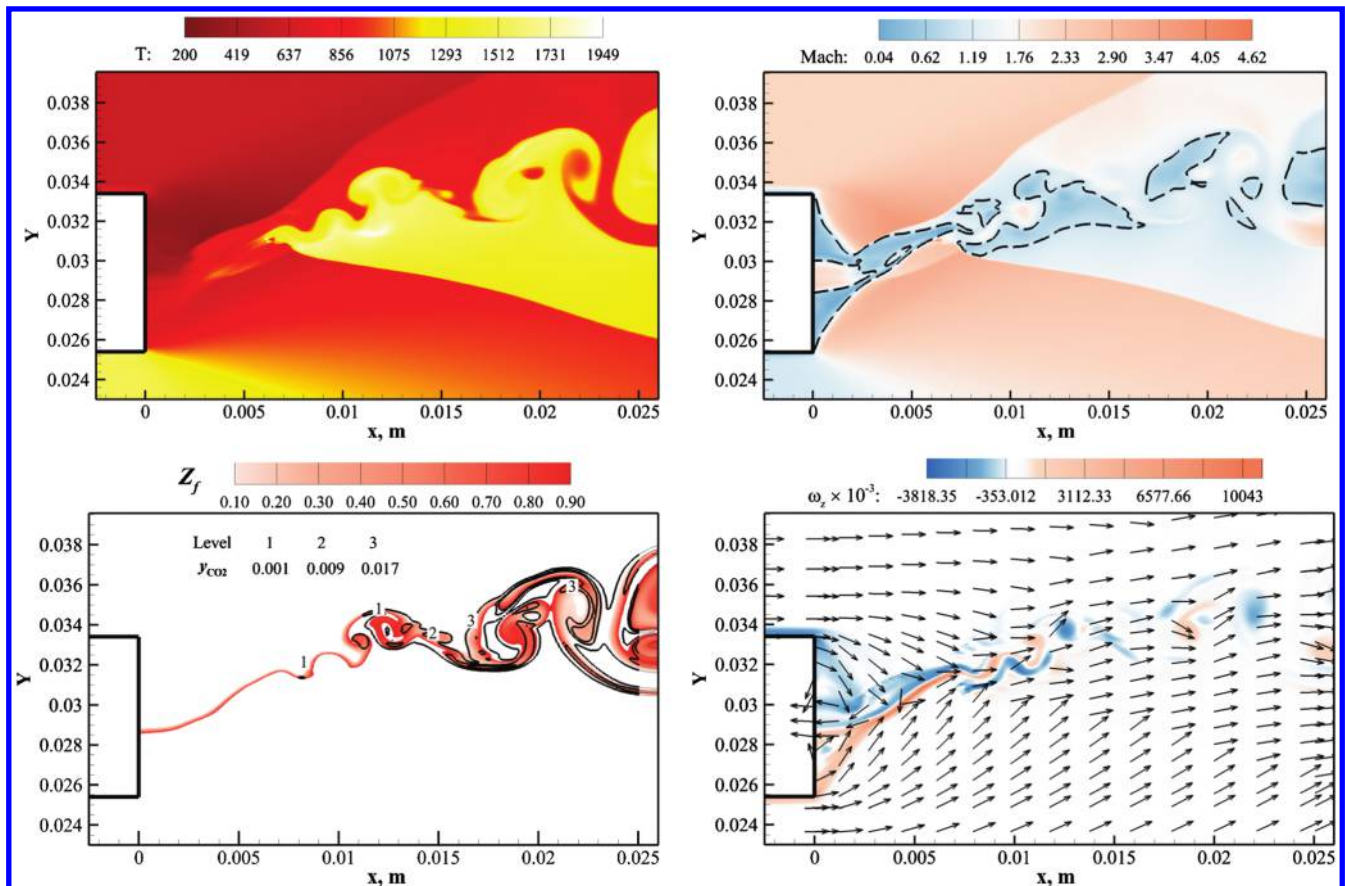 T: 200 419 637 856 1075 1293 1512 1731 1949
0.038
0.036
0.034
0.032
Y
0.03
0.028
0.026
0.024
0 0.005 0.01 0.015 0.02 0.025
x, m
Mach: 0.04 0.62 1.19 1.76 2.33 2.90 3.47 4.05 4.62
0.038
0.036
0.034
0.032
Y
0.03
0.028
0.026
0.024
0 0.005 0.01 0.015 0.02 0.025
x, m
Z_f
0.10 0.20 0.30 0.40 0.50 0.60 0.70 0.80 0.90
Level 1 2 3
y_CO2 0.001 0.009 0.017
0.038
0.036
0.034
0.032
Y
0.03
0.028
0.026
0.024
1
1
2
3
3
0 0.005 0.01 0.015 0.02 0.025
x, m
ω_z × 10⁻³: -3818.35 -353.012 3112.33 6577.66 10043
0.038
0.036
0.034
0.032
Y
0.03
0.028
0.026
0.024
0 0.005 0.01 0.015 0.02 0.025
x, m